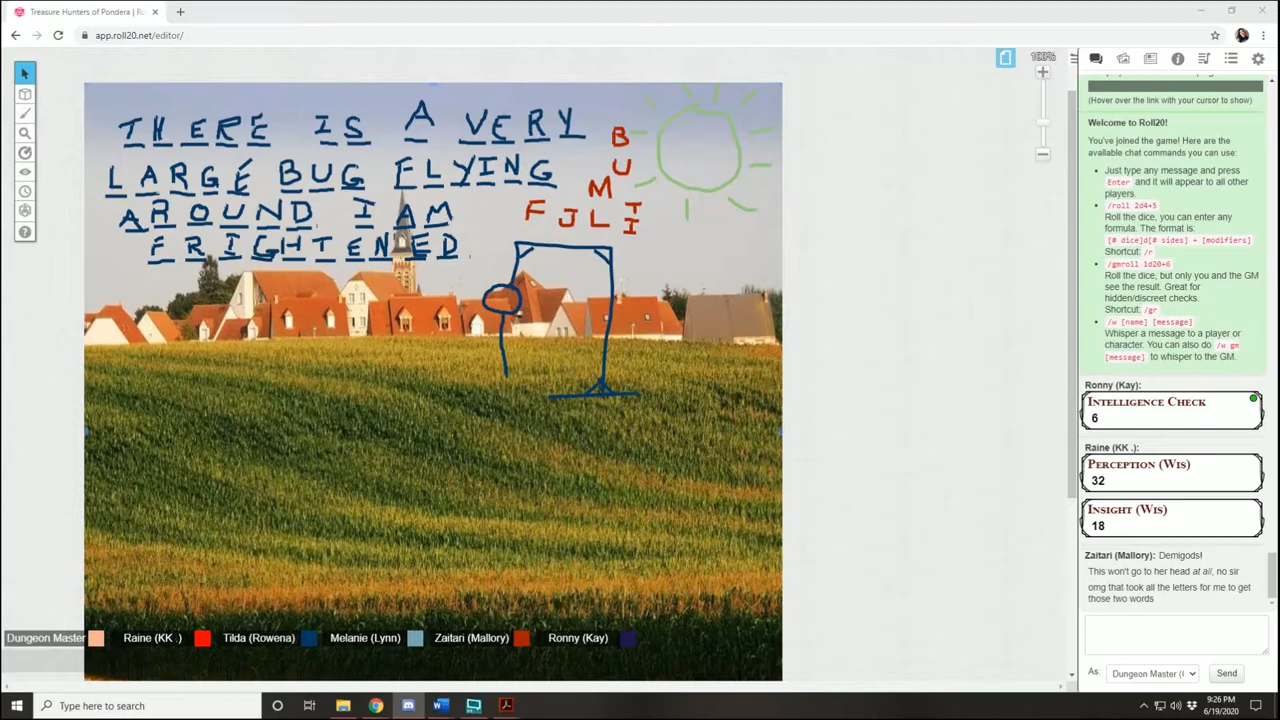 Treasure Hunters of Pondera | Ro
app.roll20.net/editor/
100%
THERE IS A VERY
LARGE BUG FLYING
AROUND I AM
FRIGHTENED
B
U
M
F J L T
I
(Hover over the link with your cursor to show)
Welcome to Roll20!
You've joined the game! Here are the
available chat commands you can use:
Just type any message and press
Enter and it will appear to all other
players.
/roll 2d4+5
Roll the dice, you can enter any
formula. The format is:
[# dice]d[# sides] + [modifiers]
Shortcut: /r
/gmroll 1d20+6
Roll the dice, but only you and the GM
see the result. Great for
hidden/discreet checks.
Shortcut: /gr
/w [name] [message]
Whisper a message to a player or
character. You can also do /w gm
[message] to whisper to the GM.
Ronny (Kay):
INTELLIGENCE CHECK
6
Raine (KK .):
PERCEPTION (WIS)
32
INSIGHT (WIS)
18
Zaitari (Mallory): Demigods!
This won't go to her head at all, no sir
omg that took all the letters for me to get
those two words
Dungeon Master Raine (KK .) Tilda (Rowena) Melanie (Lynn) Zaitari (Mallory) Ronny (Kay)
As: Dungeon Master (( Send
Type here to search
9:26 PM
6/19/2020